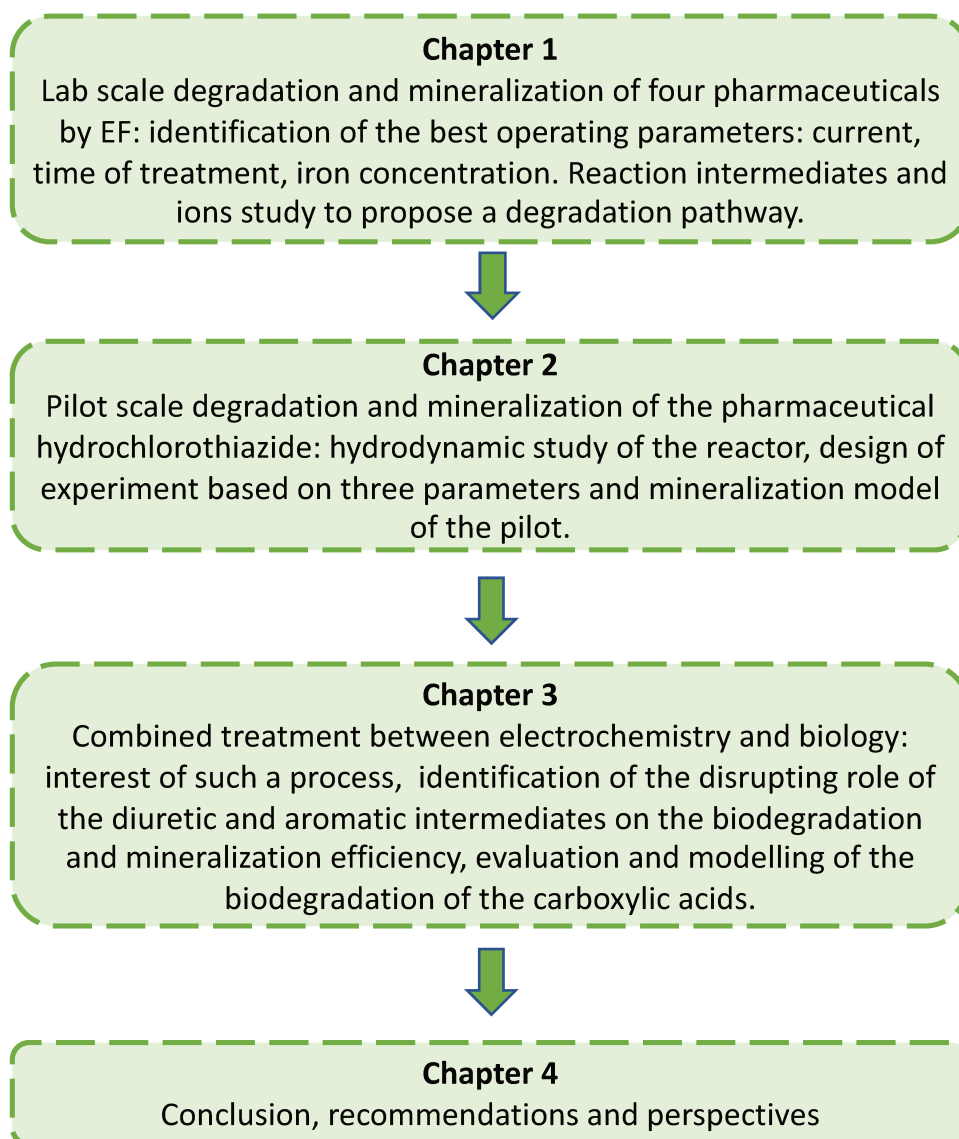 Chapter 1
Lab scale degradation and mineralization of four pharmaceuticals
by EF: identification of the best operating parameters: current,
time of treatment, iron concentration. Reaction intermediates and
ions study to propose a degradation pathway.
Chapter 2
Pilot scale degradation and mineralization of the pharmaceutical
hydrochlorothiazide: hydrodynamic study of the reactor, design of
experiment based on three parameters and mineralization model
of the pilot.
Chapter 3
Combined treatment between electrochemistry and biology:
interest of such a process,  identification of the disrupting role of
the diuretic and aromatic intermediates on the biodegradation
and mineralization efficiency, evaluation and modelling of the
biodegradation of the carboxylic acids.
Chapter 4
Conclusion, recommendations and perspectives